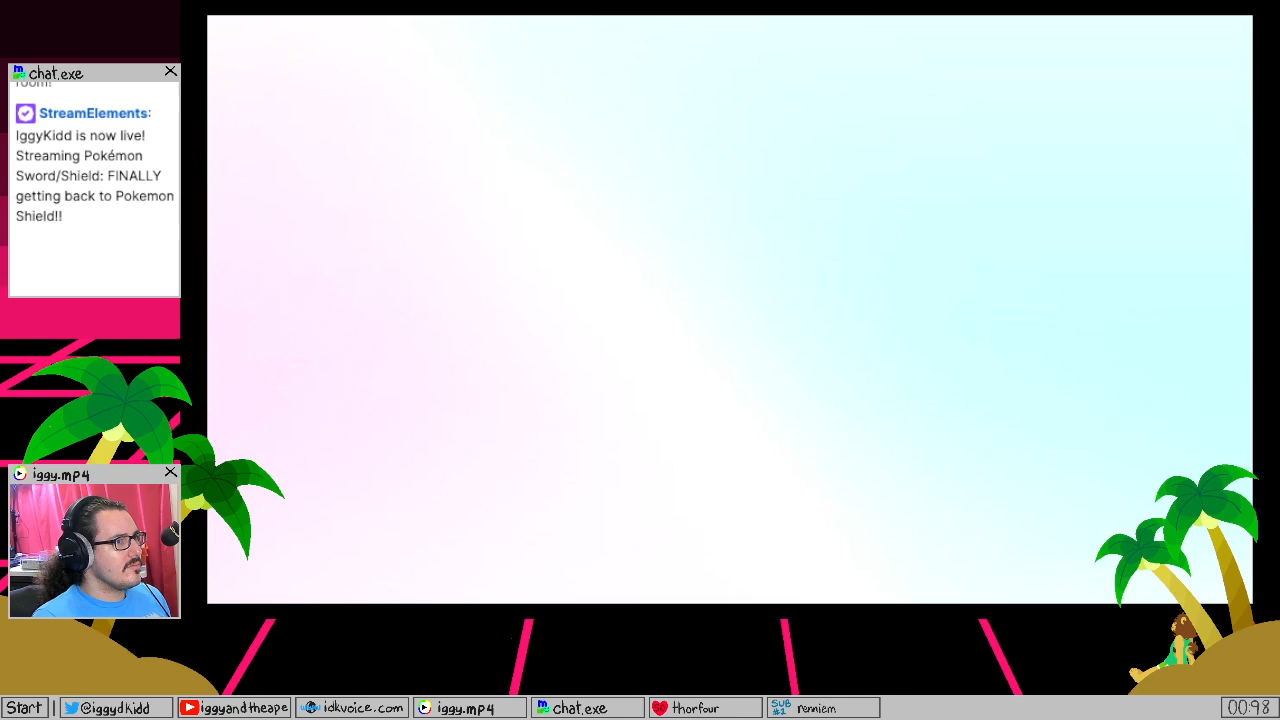 chat.exe
room!
StreamElements:
IggyKidd is now live!
Streaming Pokémon
Sword/Shield: FINALLY
getting back to Pokemon
Shield!!
iggy.mp4
Start | @iggydkidd iggyandtheape idkvoice.com iggy.mp4 chat.exe thorfour SUB #1 remiem 00:98